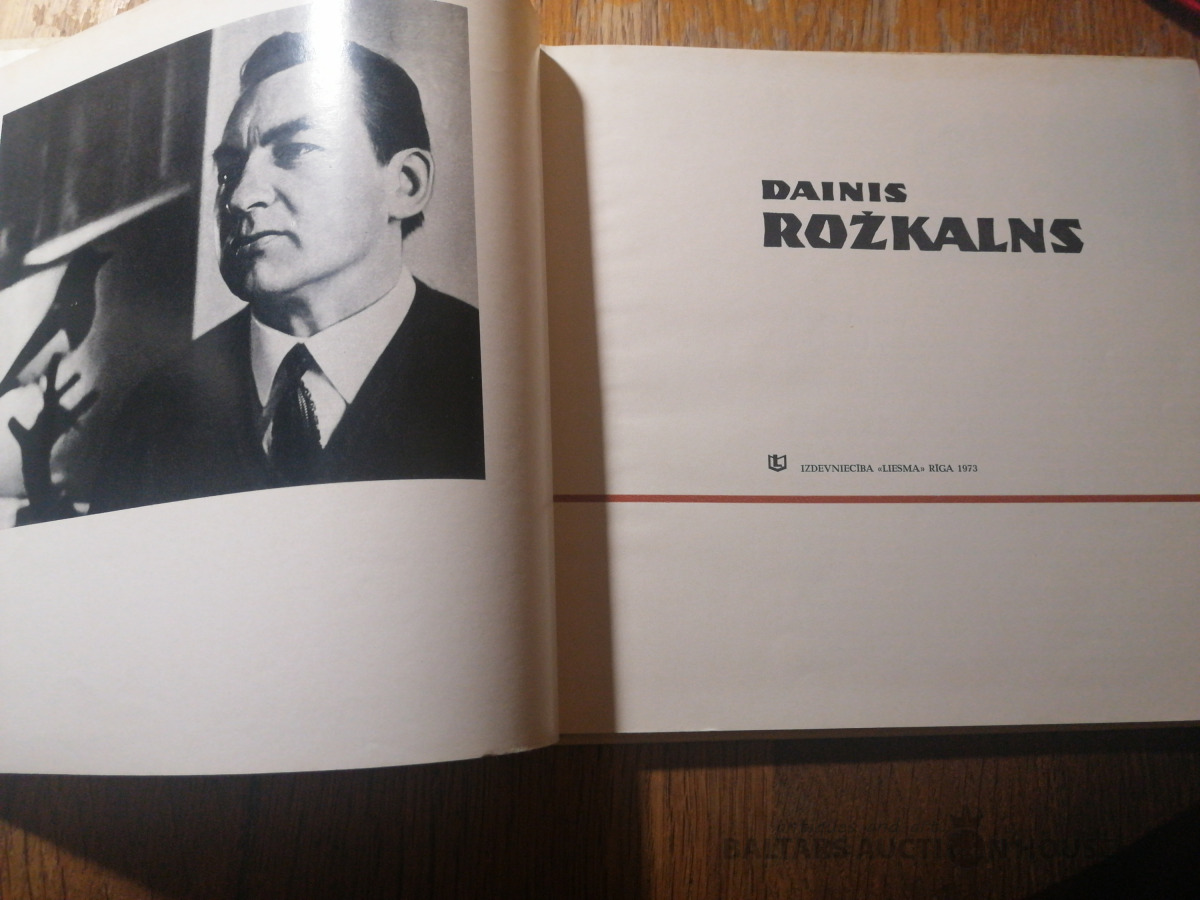 DAINIS
ROŽKALNS
IZDEVNIECĪBA «LIESMA» RĪGA 1973